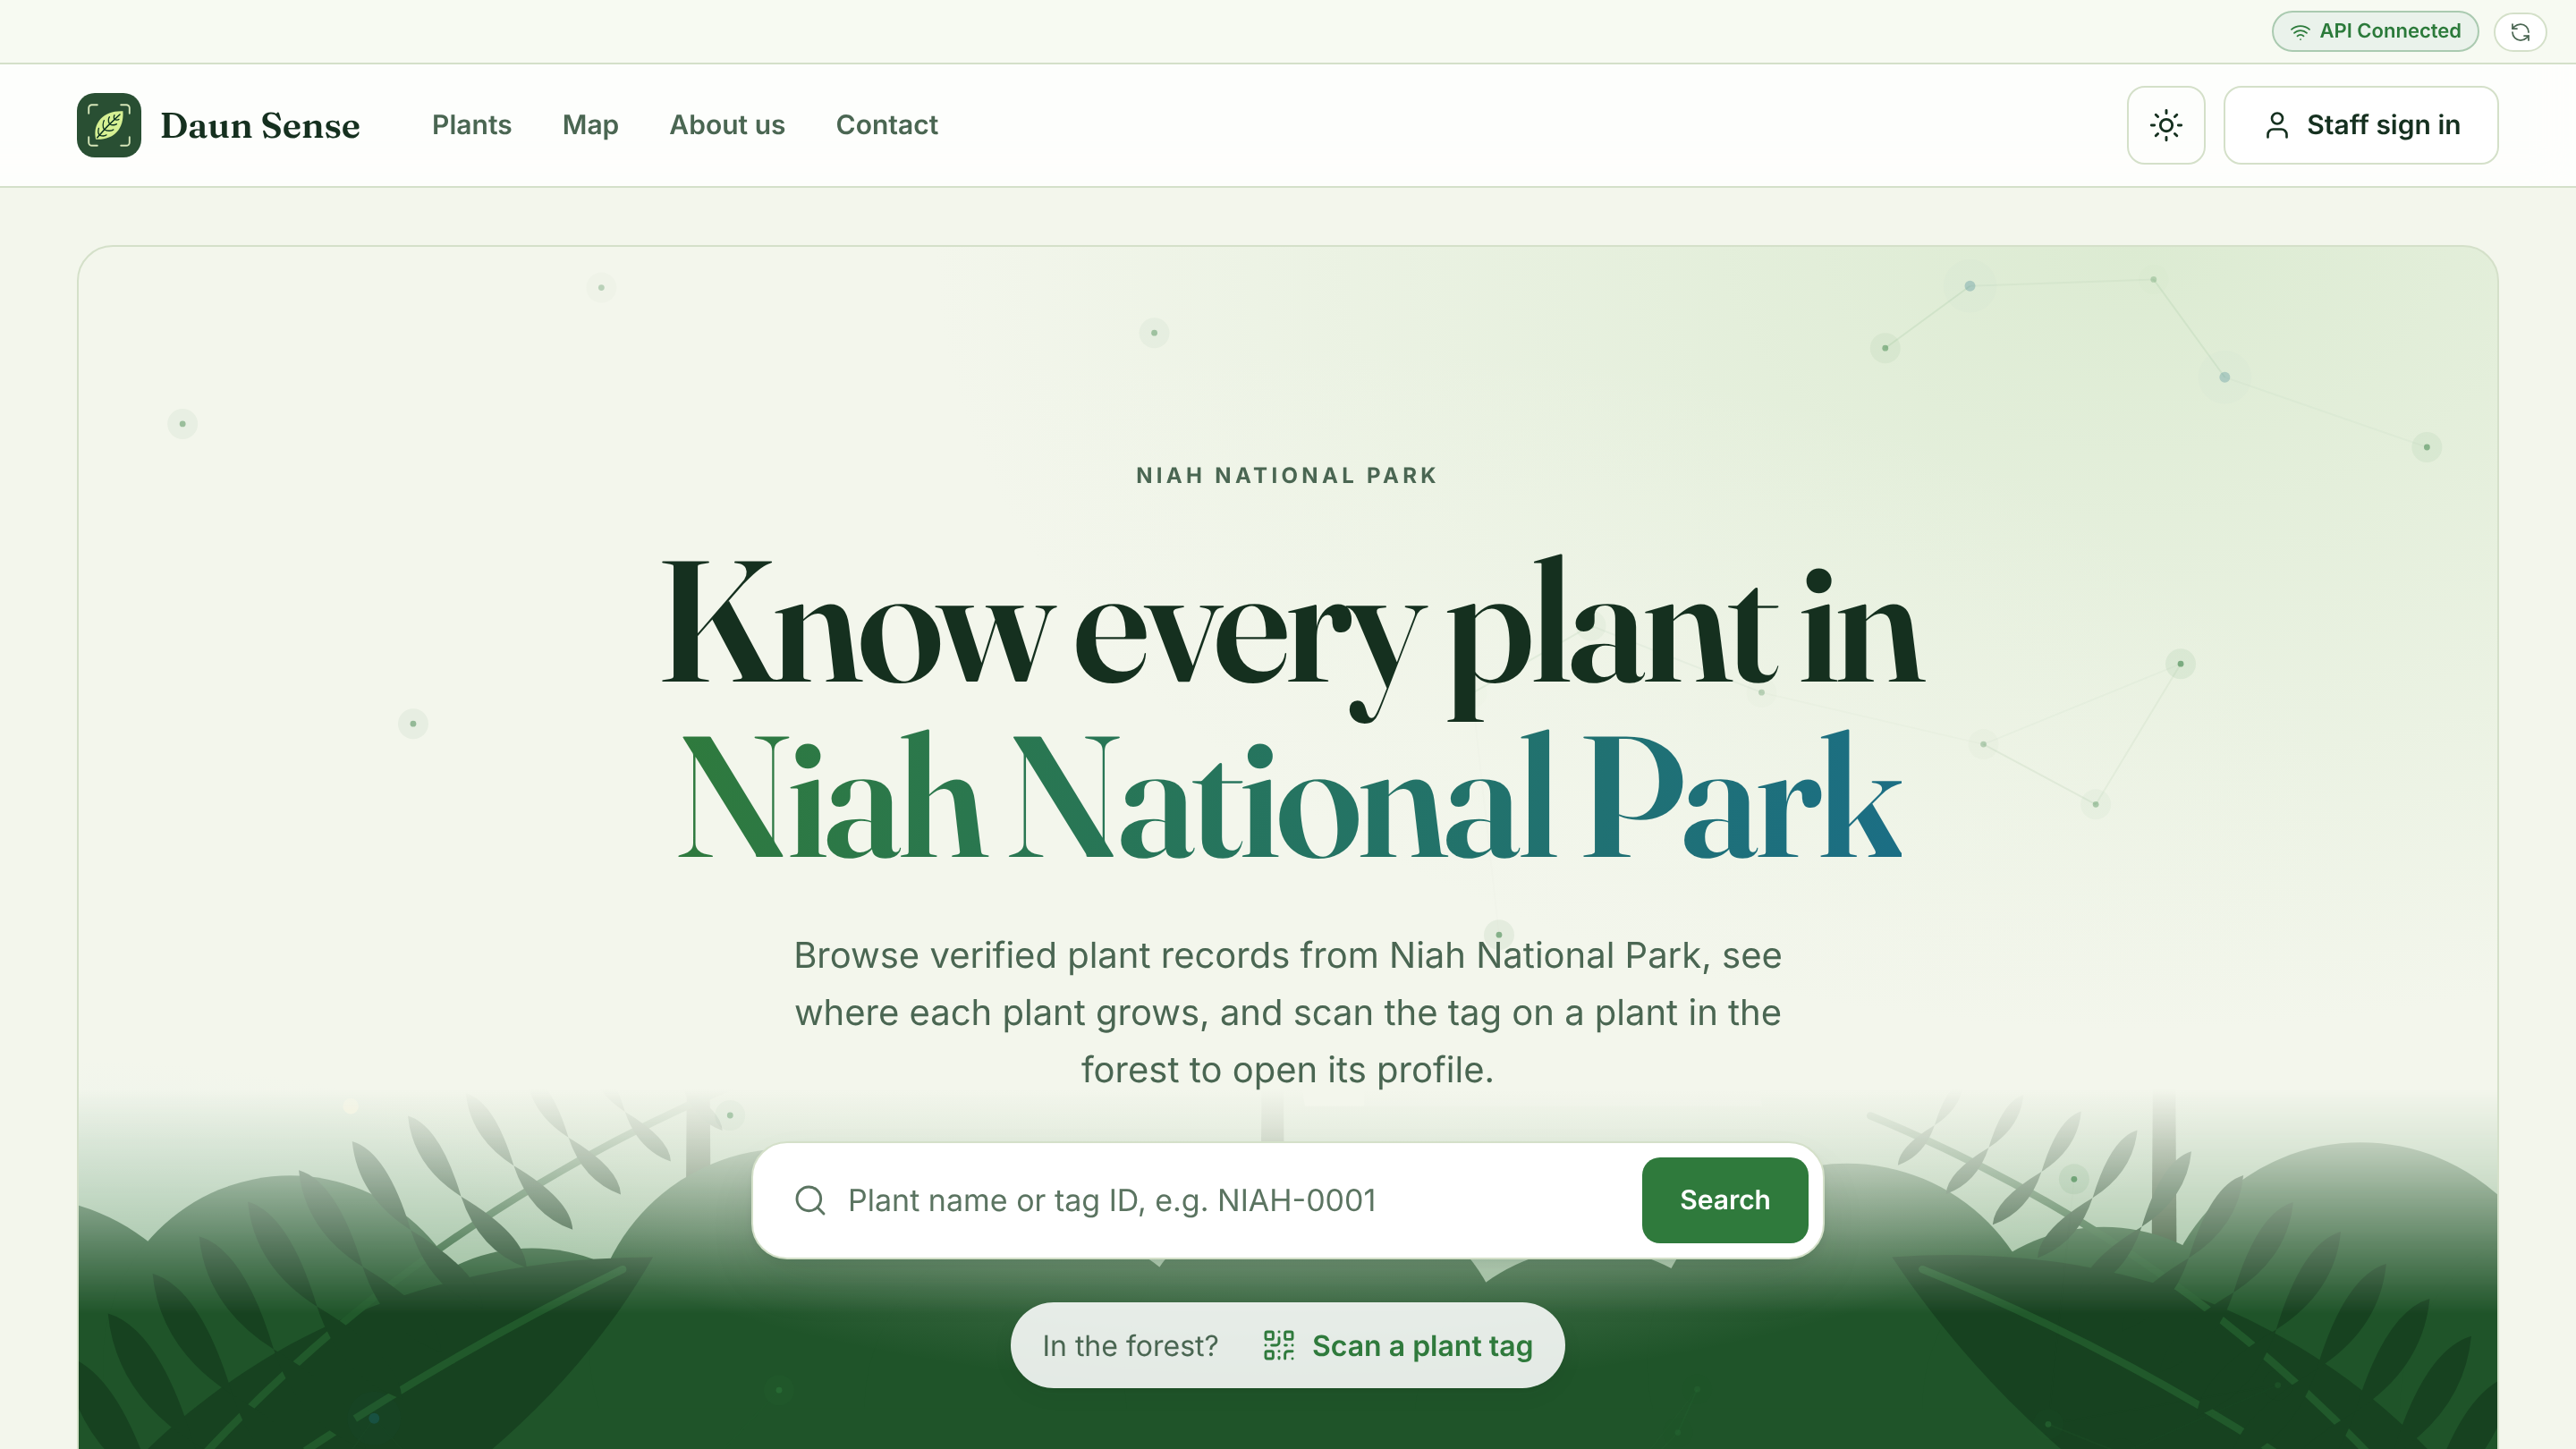 API Connected
Daun Sense
Plants
Map
About us
Contact
Staff sign in
NIAH NATIONAL PARK
Know every plant in
Niah National Park
Browse verified plant records from Niah National Park, see
where each plant grows, and scan the tag on a plant in the
forest to open its profile.
Plant name or tag ID, e.g. NIAH-0001
Search
In the forest?
Scan a plant tag